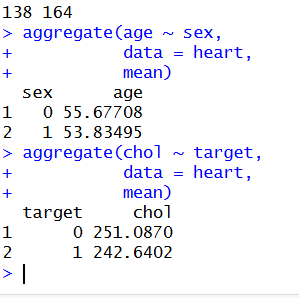 138 164
> aggregate(age ~ sex,
+           data = heart,
+           mean)
  sex      age
1   0 55.67708
2   1 53.83495
> aggregate(chol ~ target,
+           data = heart,
+           mean)
  target     chol
1      0 251.0870
2      1 242.6402
>